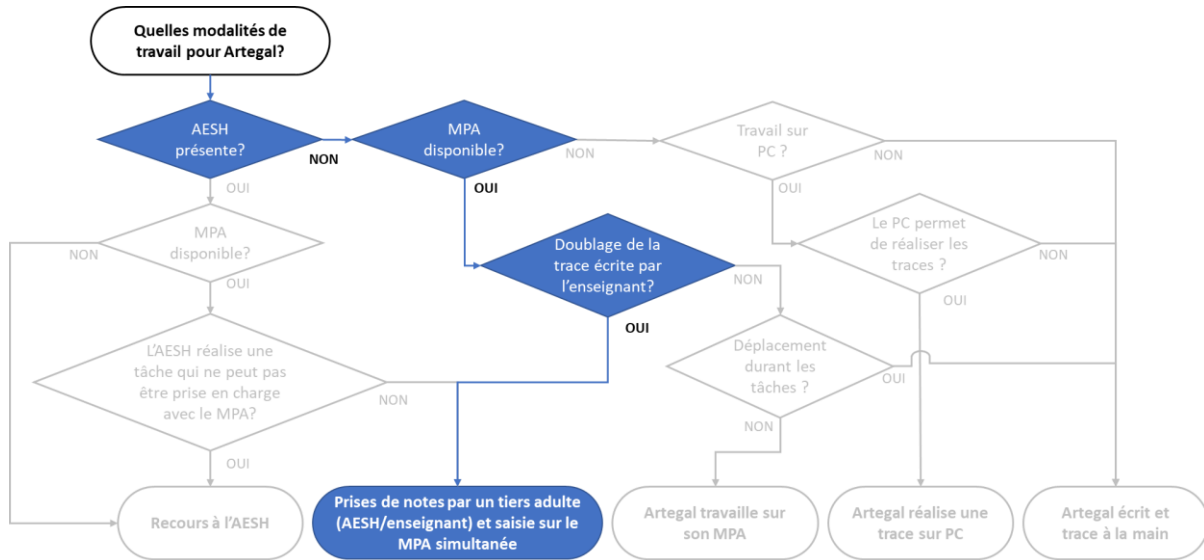 Quelles modalités de
travail pour Artegal?
AESH
présente?
NON
MPA
disponible?
NON
Travail sur
PC ?
NON
OUI
OUI
OUI
MPA
disponible?
NON
OUI
Doublage de la
trace écrite par
l'enseignant?
NON
OUI
Le PC permet
de réaliser les
traces ?
NON
OUI
L'AESH réalise une
tâche qui ne peut pas
être prise en charge
avec le MPA?
NON
OUI
Déplacement
durant les
tâches ?
OUI
NON
Recours à l'AESH
Prises de notes par un tiers adulte
(AESH/enseignant) et saisie sur le
MPA simultanée
Artegal travaille sur
son MPA
Artegal réalise une
trace sur PC
Artegal écrit et
trace à la main